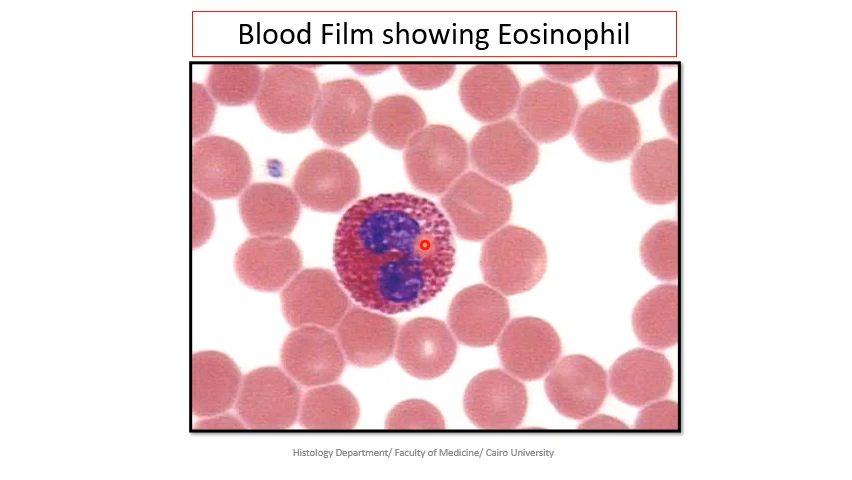 Blood Film showing Eosinophil
Histology Department/ Faculty of Medicine/ Cairo University